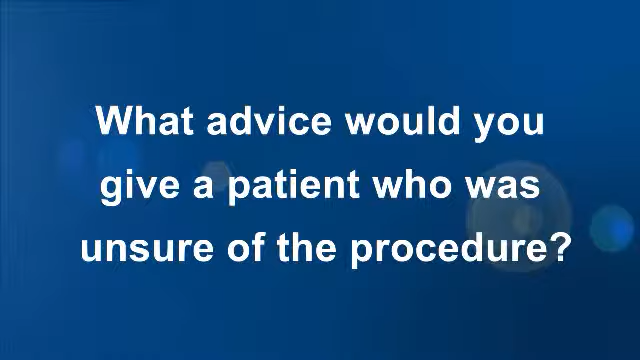 What advice would you
give a patient who was
unsure of the procedure?